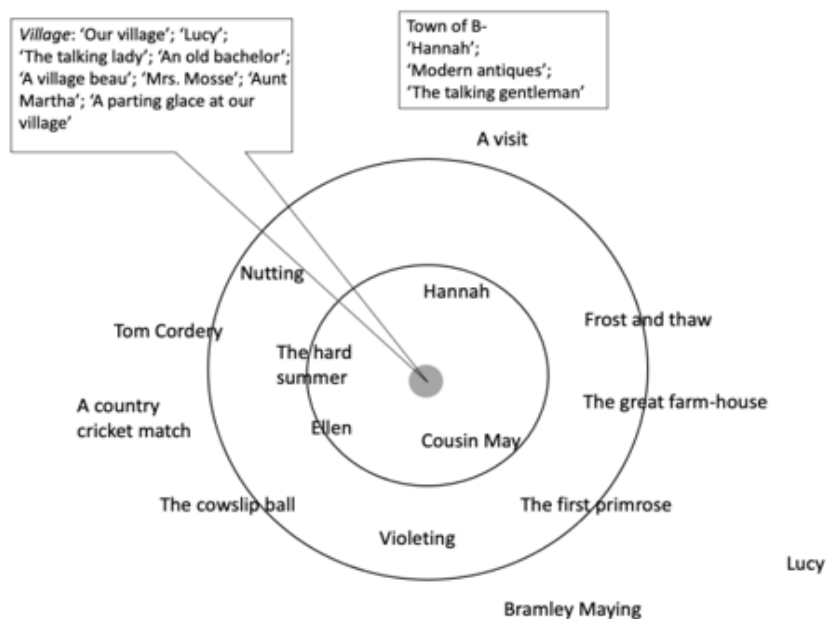 Village: ‘Our village’; ‘Lucy’;
‘The talking lady’; ‘An old bachelor’;
‘A village beau’; ‘Mrs. Mosse’; ‘Aunt
Martha’; ‘A parting glace at our
village’
Town of B-
‘Hannah’;
‘Modern antiques’;
‘The talking gentleman’
A visit
Nutting
Hannah
Tom Cordery
Frost and thaw
The hard
summer
A country
cricket match
The great farm-house
Ellen
Cousin May
The cowslip ball
The first primrose
Violeting
Lucy
Bramley Maying